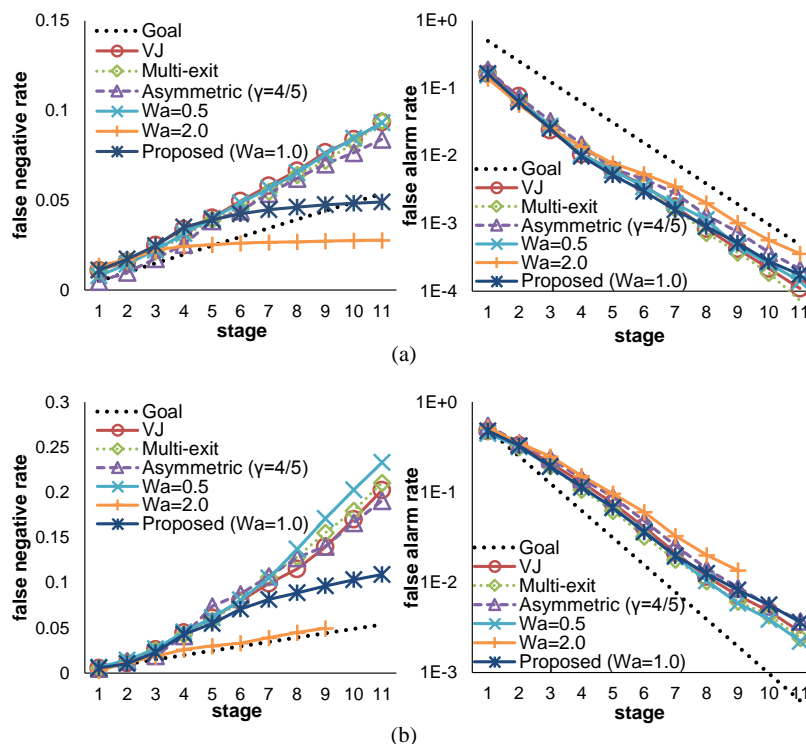 0.15
0.1
0.05
0
false negative rate
Goal
VJ
Multi-exit
Asymmetric (γ=4/5)
Wa=0.5
Wa=2.0
Proposed (Wa=1.0)
1 2 3 4 5 6 7 8 9 10 11
stage
1E+0
1E-1
1E-2
1E-3
1E-4
false alarm rate
Goal
VJ
Multi-exit
Asymmetric (γ=4/5)
Wa=0.5
Wa=2.0
Proposed (Wa=1.0)
1 2 3 4 5 6 7 8 9 10 11
stage
(a)
0.3
0.25
0.2
0.15
0.1
0.05
0
false negative rate
Goal
VJ
Multi-exit
Asymmetric (γ=4/5)
Wa=0.5
Wa=2.0
Proposed (Wa=1.0)
1 2 3 4 5 6 7 8 9 10 11
stage
1E+0
1E-1
1E-2
1E-3
false alarm rate
Goal
VJ
Multi-exit
Asymmetric (γ=4/5)
Wa=0.5
Wa=2.0
Proposed (Wa=1.0)
1 2 3 4 5 6 7 8 9 10 11
stage
(b)